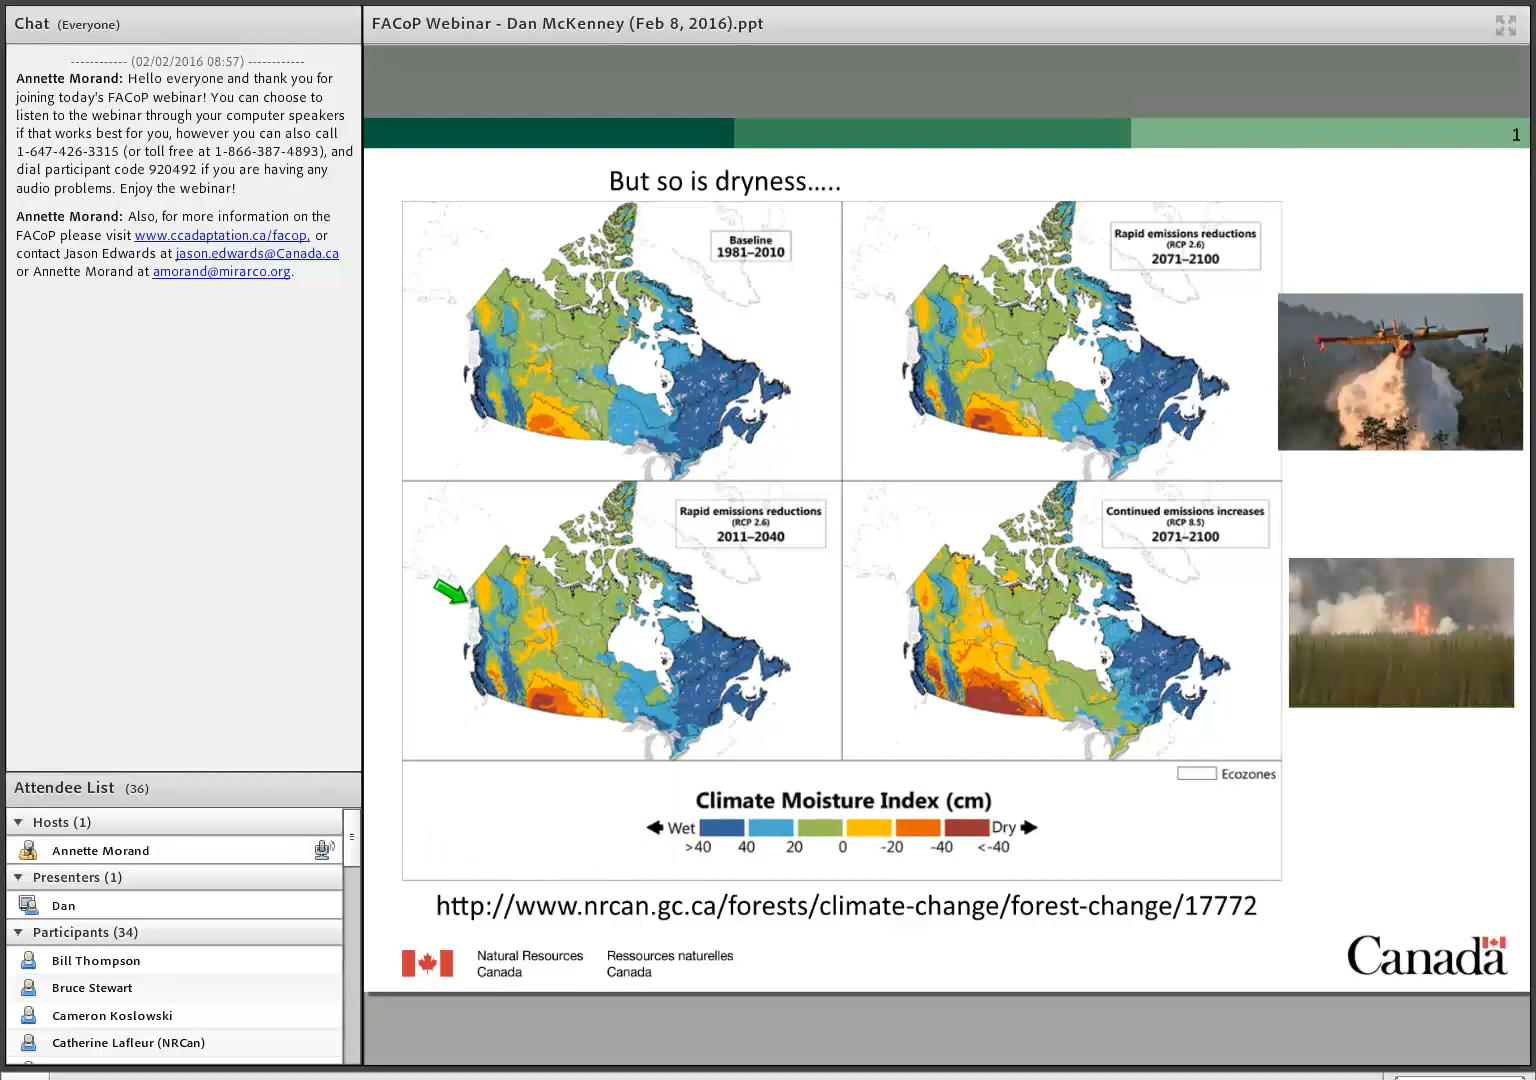 Chat (Everyone)
------------ (02/02/2016 08:57) ------------
Annette Morand: Hello everyone and thank you for
joining today's FACoP webinar! You can choose to
listen to the webinar through your computer speakers
if that works best for you, however you can also call
1-647-426-3315 (or toll free at 1-866-387-4893), and
dial participant code 920492 if you are having any
audio problems. Enjoy the webinar!
Annette Morand: Also, for more information on the
FACoP please visit www.ccadaptation.ca/facop, or
contact Jason Edwards at jason.edwards@Canada.ca
or Annette Morand at amorand@mirarco.org.
Attendee List (36)
Hosts (1)
Annette Morand
Presenters (1)
Dan
Participants (34)
Bill Thompson
Bruce Stewart
Cameron Koslowski
Catherine Lafleur (NRCan)
FACoP Webinar - Dan McKenney (Feb 8, 2016).ppt
1
But so is dryness.....
Baseline
1981–2010
Rapid emissions reductions
(RCP 2.6)
2071–2100
Rapid emissions reductions
(RCP 2.6)
2011–2040
Continued emissions increases
(RCP 8.5)
2071–2100
Ecozones
Climate Moisture Index (cm)
Wet Dry
>40 40 20 0 -20 -40 <-40
http://www.nrcan.gc.ca/forests/climate-change/forest-change/17772
Natural Resources Ressources naturelles
Canada Canada
Canada